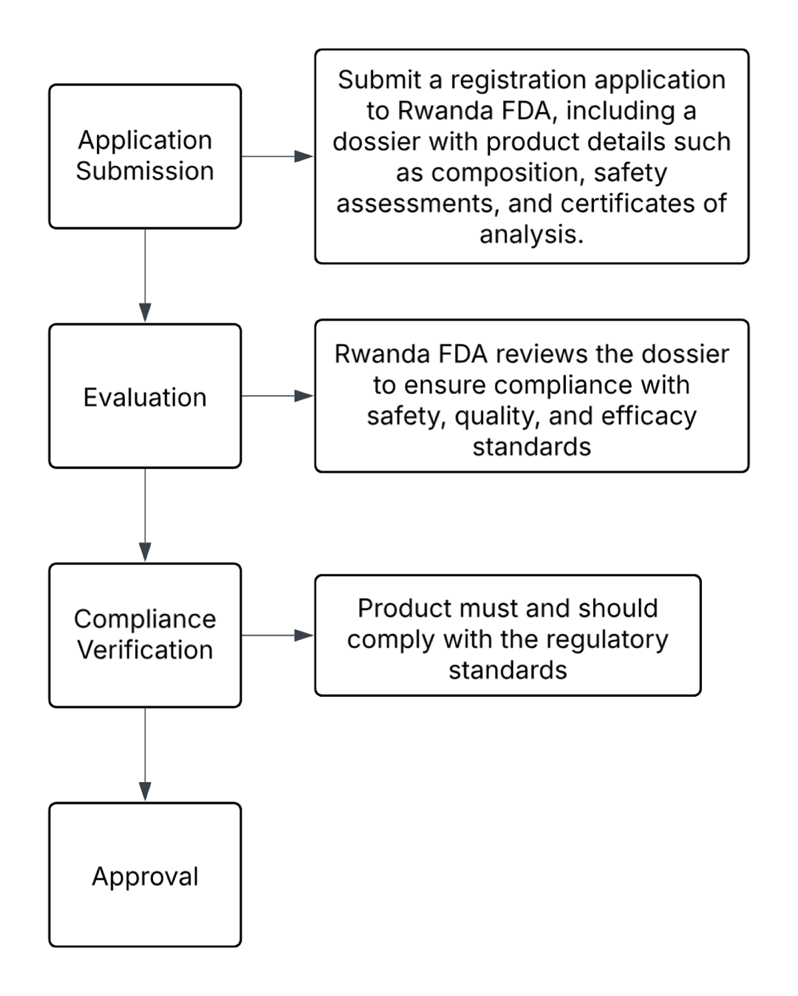 Application
Submission
Submit a registration application
to Rwanda FDA, including a
dossier with product details such
as composition, safety
assessments, and certificates of
analysis.
Evaluation
Rwanda FDA reviews the dossier
to ensure compliance with
safety, quality, and efficacy
standards
Compliance
Verification
Product must and should
comply with the regulatory
standards
Approval